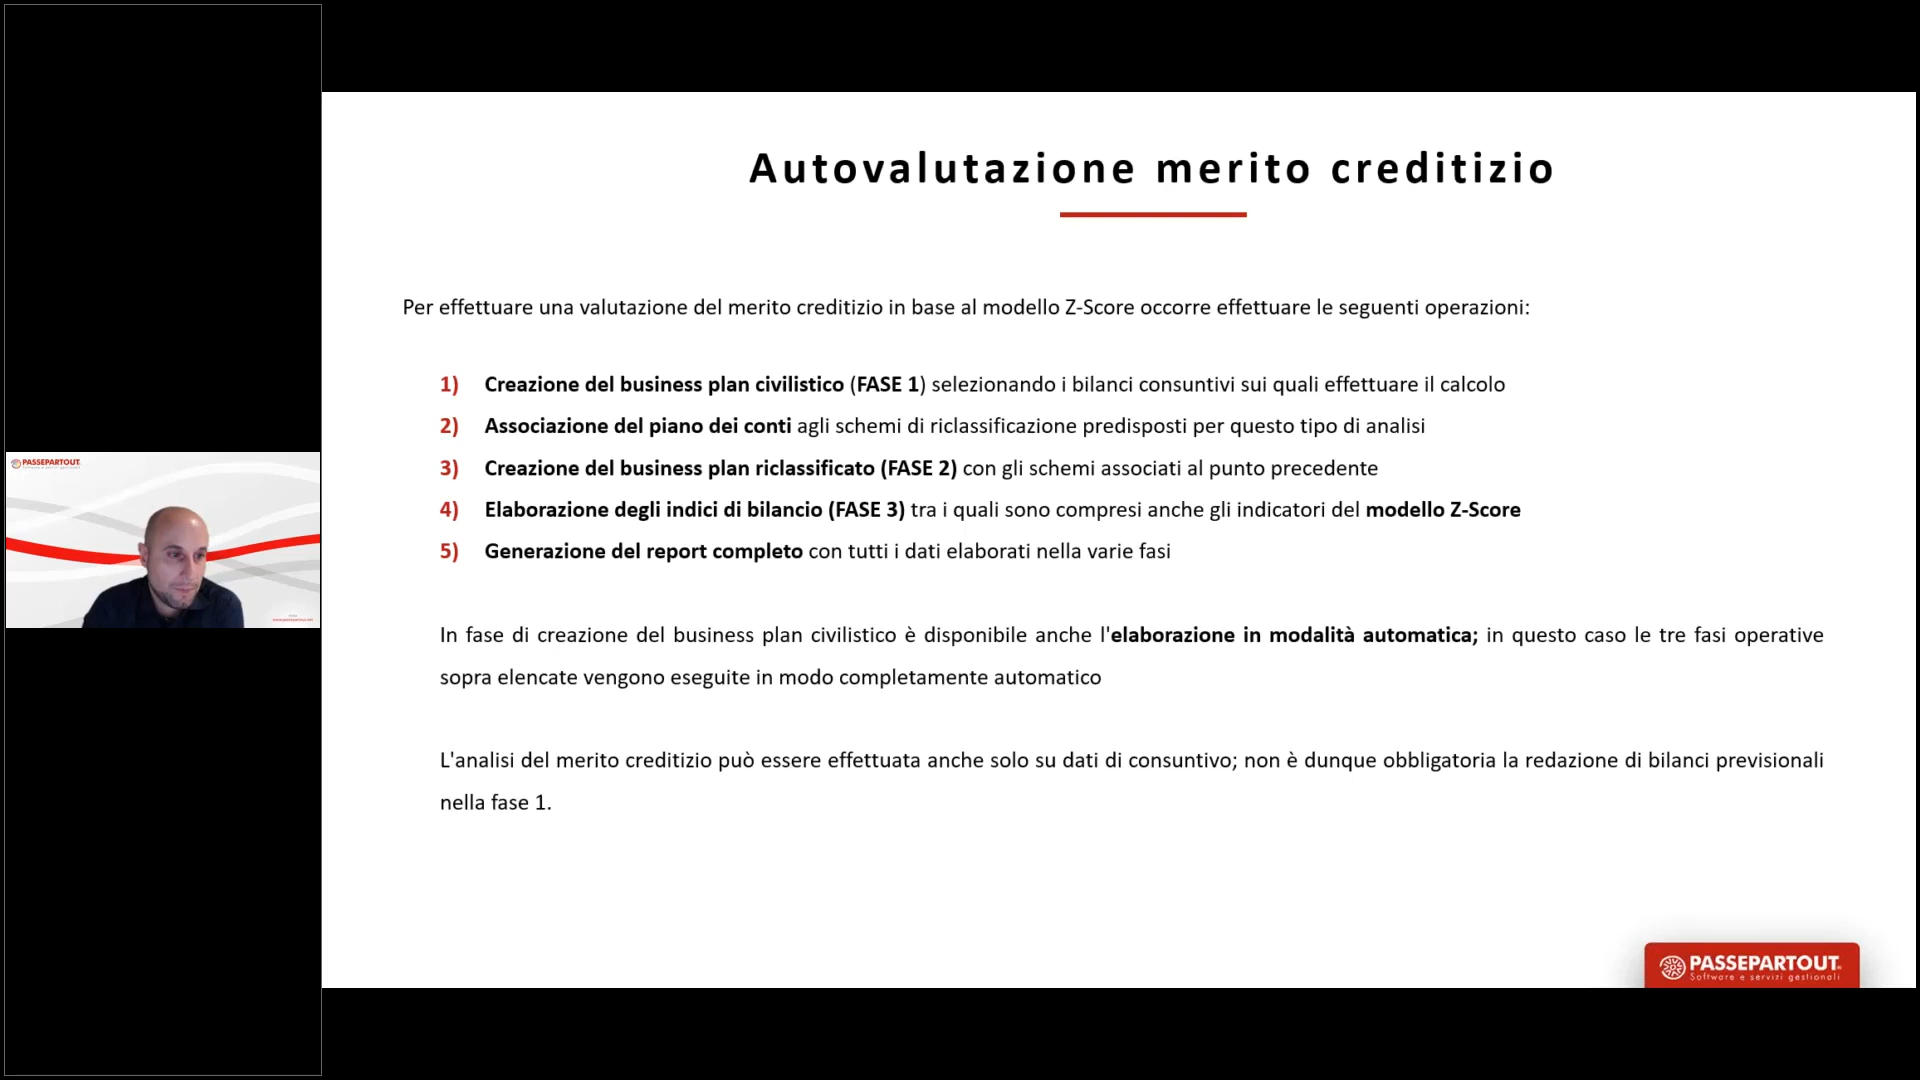 Autovalutazione merito creditizio
Per effettuare una valutazione del merito creditizio in base al modello Z-Score occorre effettuare le seguenti operazioni:
1) Creazione del business plan civilistico (FASE 1) selezionando i bilanci consuntivi sui quali effettuare il calcolo
2) Associazione del piano dei conti agli schemi di riclassificazione predisposti per questo tipo di analisi
3) Creazione del business plan riclassificato (FASE 2) con gli schemi associati al punto precedente
4) Elaborazione degli indici di bilancio (FASE 3) tra i quali sono compresi anche gli indicatori del modello Z-Score
5) Generazione del report completo con tutti i dati elaborati nella varie fasi
In fase di creazione del business plan civilistico è disponibile anche l'elaborazione in modalità automatica; in questo caso le tre fasi operative
sopra elencate vengono eseguite in modo completamente automatico
L'analisi del merito creditizio può essere effettuata anche solo su dati di consuntivo; non è dunque obbligatoria la redazione di bilanci previsionali
nella fase 1.
PASSEPARTOUT
PASSEPARTOUT
Software e servizi gestionali